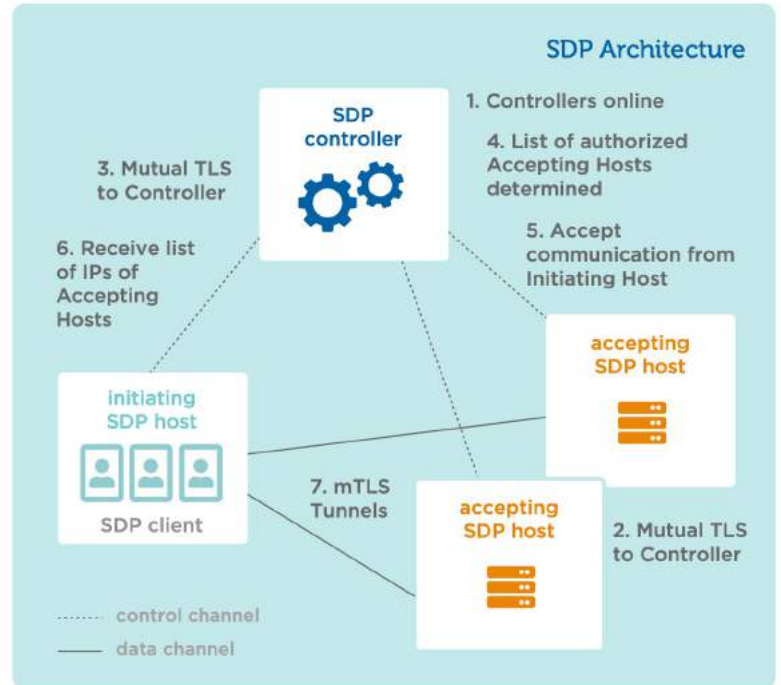 SDP Architecture
SDP
controller
1. Controllers online
4. List of authorized
Accepting Hosts
determined
3. Mutual TLS
to Controller
5. Accept
communication from
Initiating Host
6. Receive list
of IPs of
Accepting
Hosts
accepting
SDP host
initiating
SDP host
SDP client
7. mTLS
Tunnels
accepting
SDP host
2. Mutual TLS
to Controller
control channel
data channel